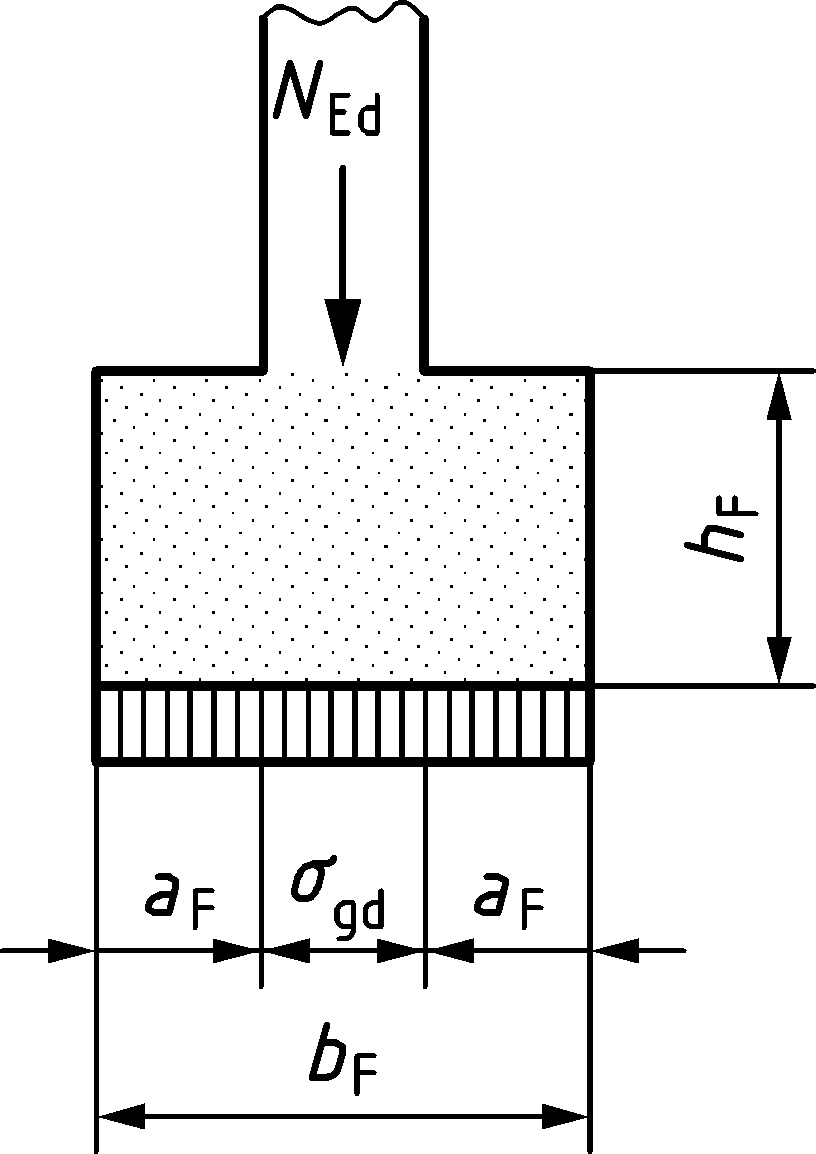 N_Ed
h_F
a_F σ_gd a_F
b_F